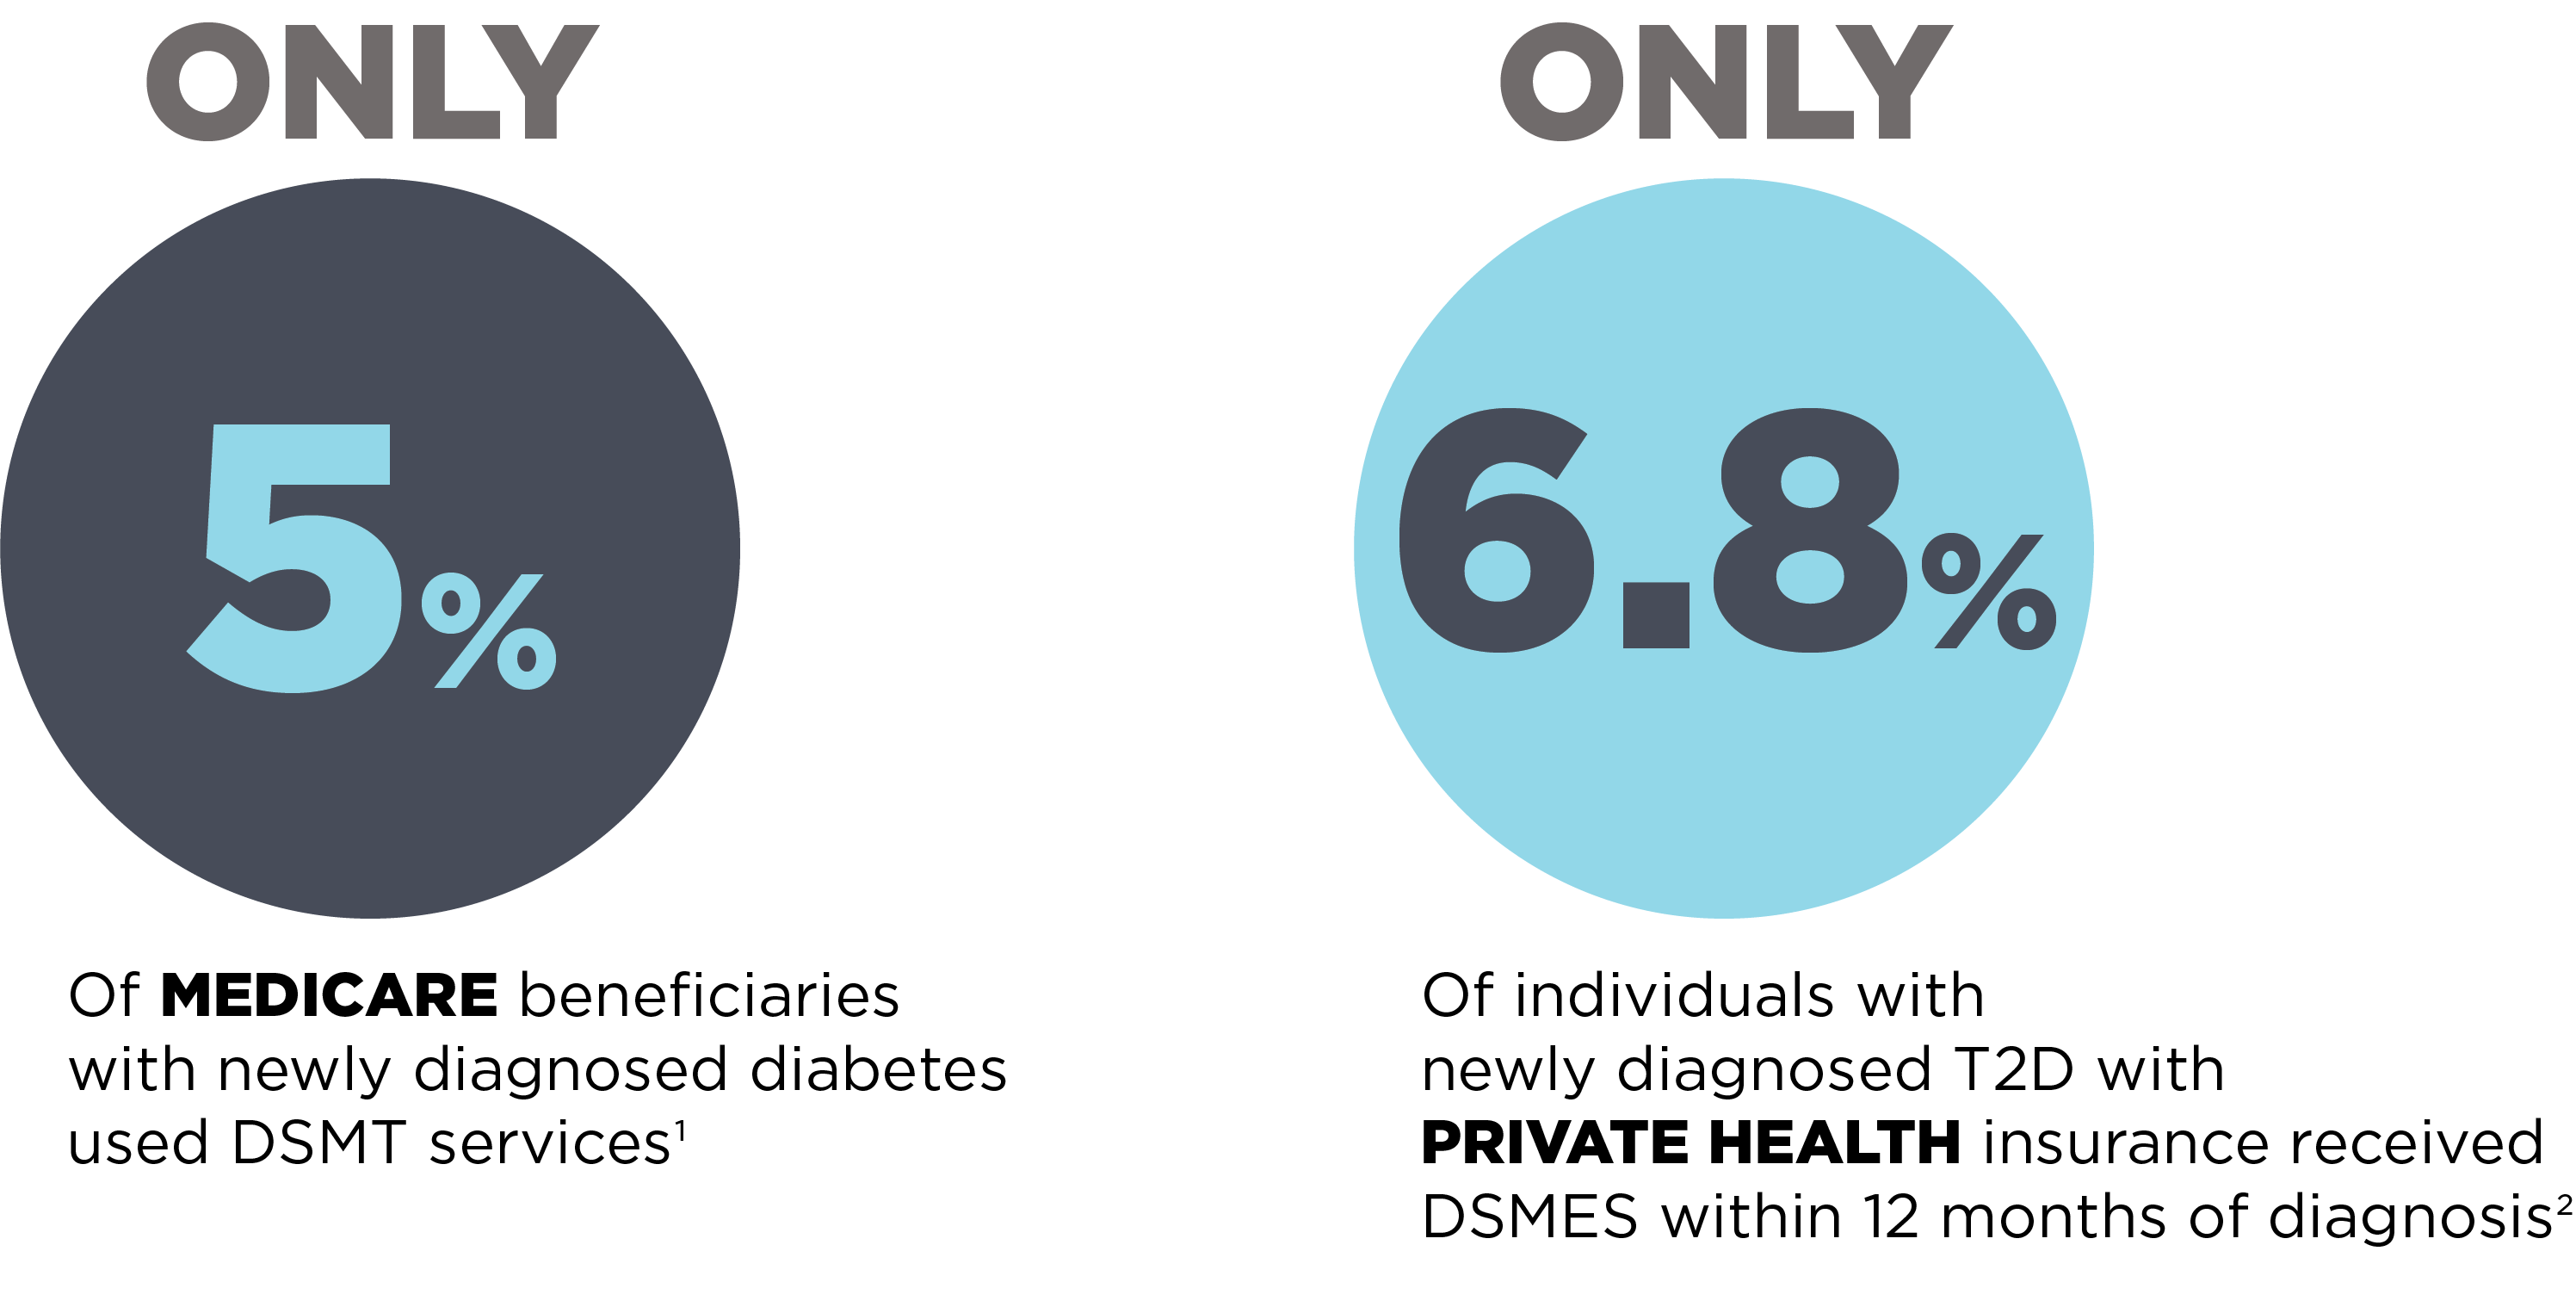 ONLY
5%
Of MEDICARE beneficiaries
with newly diagnosed diabetes
used DSMT services¹
ONLY
6.8%
Of individuals with
newly diagnosed T2D with
PRIVATE HEALTH insurance received
DSMES within 12 months of diagnosis²